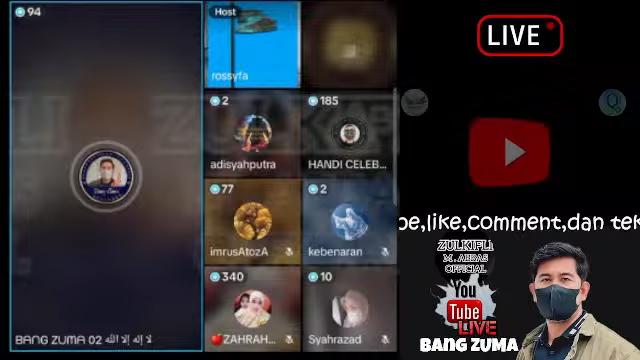 94
Host
rossyfa
2
185
adisyahputra
HANDI CELEB...
77
2
imrusAtozA
kebenaran
340
10
ZAHRAH...
Syahrazad
BANG ZUMA 02 لا إله إلا الله
ZULKIFLI
LIVE
be,like,comment,dan tek
ZULKIFLI
M. ABBAS
OFFICIAL
You
Tube
LIVE
BANG ZUMA